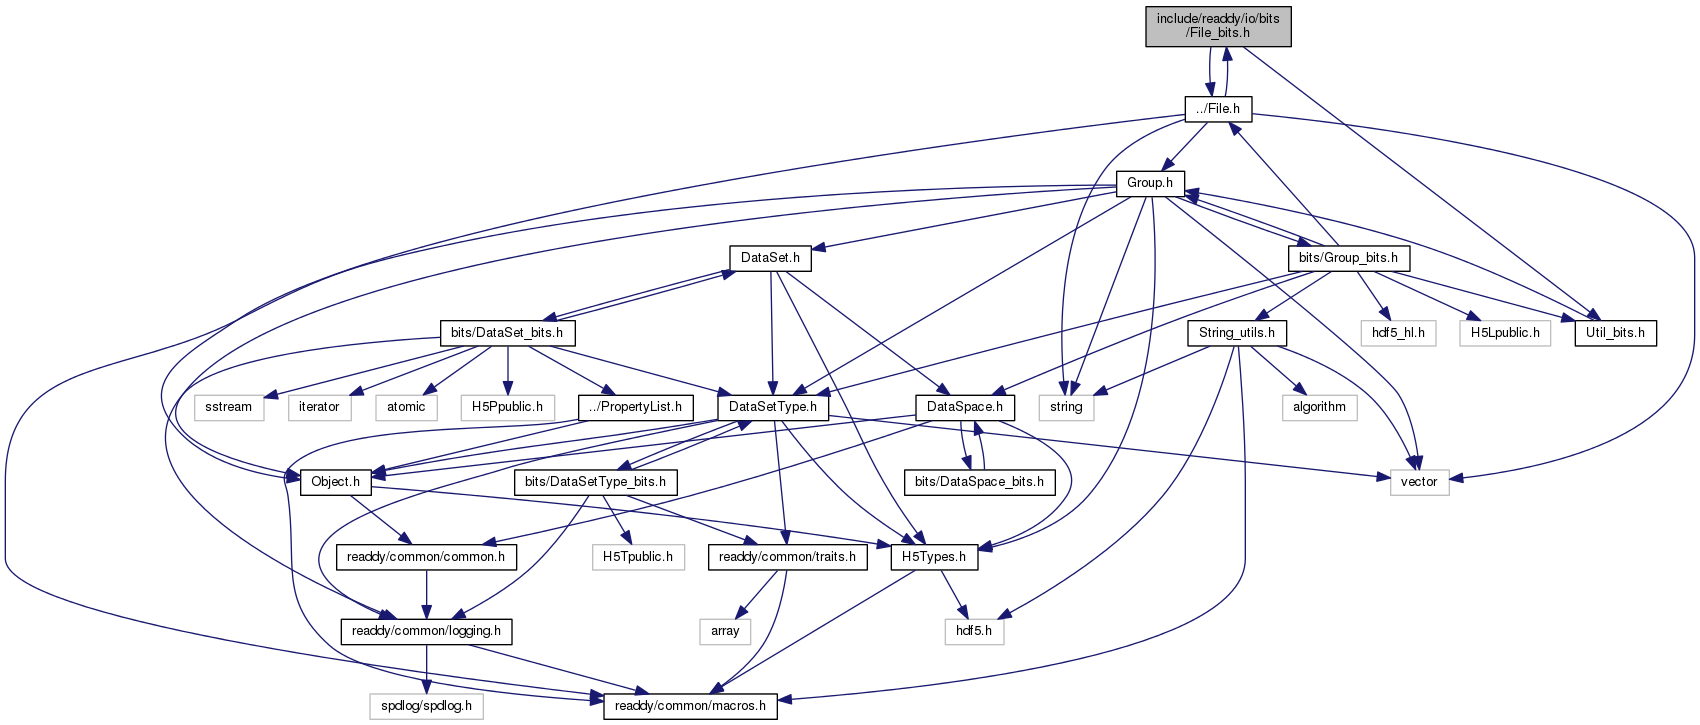 include/readdy/io/bits
/File_bits.h
../File.h
Group.h
DataSet.h
bits/Group_bits.h
bits/DataSet_bits.h
String_utils.h
hdf5_hl.h
H5Lpublic.h
Util_bits.h
sstream
iterator
atomic
H5Ppublic.h
../PropertyList.h
DataSetType.h
DataSpace.h
string
algorithm
Object.h
bits/DataSetType_bits.h
bits/DataSpace_bits.h
vector
readdy/common/common.h
H5Tpublic.h
readdy/common/traits.h
H5Types.h
readdy/common/logging.h
array
hdf5.h
spdlog/spdlog.h
readdy/common/macros.h